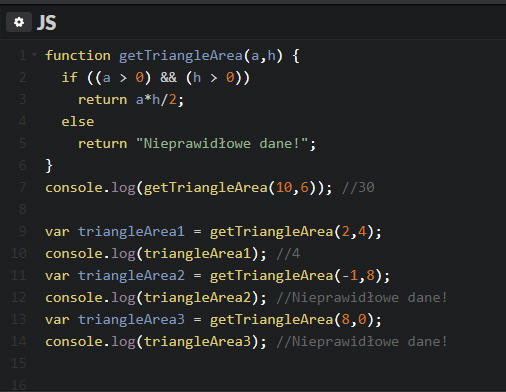 JS
1 function getTriangleArea(a,h) {
2 if ((a > 0) && (h > 0))
3 return a*h/2;
4 else
5 return "Nieprawidłowe dane!";
6 }
7 console.log(getTriangleArea(10,6)); //30
8
9 var triangleArea1 = getTriangleArea(2,4);
10 console.log(triangleArea1); //4
11 var triangleArea2 = getTriangleArea(-1,8);
12 console.log(triangleArea2); //Nieprawidłowe dane!
13 var triangleArea3 = getTriangleArea(8,0);
14 console.log(triangleArea3); //Nieprawidłowe dane!
15
16